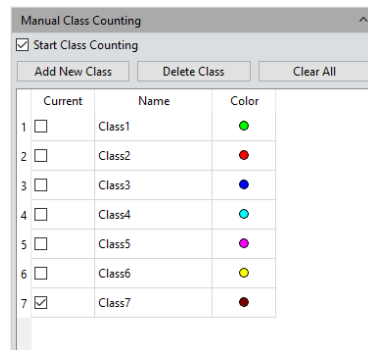 Manual Class Counting
Start Class Counting
Add New Class Delete Class Clear All
Current Name Color
1 Class1
2 Class2
3 Class3
4 Class4
5 Class5
6 Class6
7 Class7